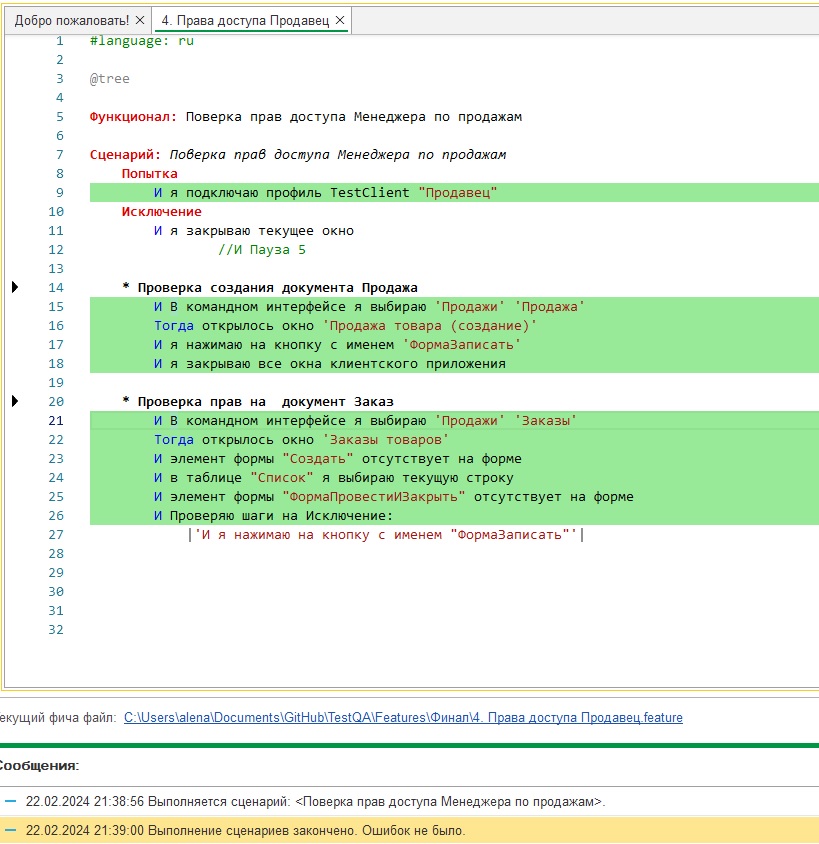 Добро пожаловать! × 4. Права доступа Продавец ×
1 #language: ru
2
3 @tree
4
5 Функционал: Поверка прав доступа Менеджера по продажам
6
7 Сценарий: Поверка прав доступа Менеджера по продажам
8 Попытка
9 И я подключаю профиль TestClient "Продавец"
10 Исключение
11 И я закрываю текущее окно
12 //И Пауза 5
13
14 * Проверка создания документа Продажа
15 И В командном интерфейсе я выбираю 'Продажи' 'Продажа'
16 Тогда открылось окно 'Продажа товара (создание)'
17 И я нажимаю на кнопку с именем 'ФормаЗаписать'
18 И я закрываю все окна клиентского приложения
19
20 * Проверка прав на  документ Заказ
21 И В командном интерфейсе я выбираю 'Продажи' 'Заказы'
22 Тогда открылось окно 'Заказы товаров'
23 И элемент формы "Создать" отсутствует на форме
24 И в таблице "Список" я выбираю текущую строку
25 И элемент формы "ФормаПровестиИЗакрыть" отсутствует на форме
26 И Проверяю шаги на Исключение:
27 |'И я нажимаю на кнопку с именем "ФормаЗаписать"'|
28
29
30
31
32
екущий фича файл: C:\Users\alena\Documents\GitHub\TestQA\Features\Финал\4. Права доступа Продавец.feature
Сообщения:
22.02.2024 21:38:56 Выполняется сценарий: <Поверка прав доступа Менеджера по продажам>.
22.02.2024 21:39:00 Выполнение сценариев закончено. Ошибок не было.